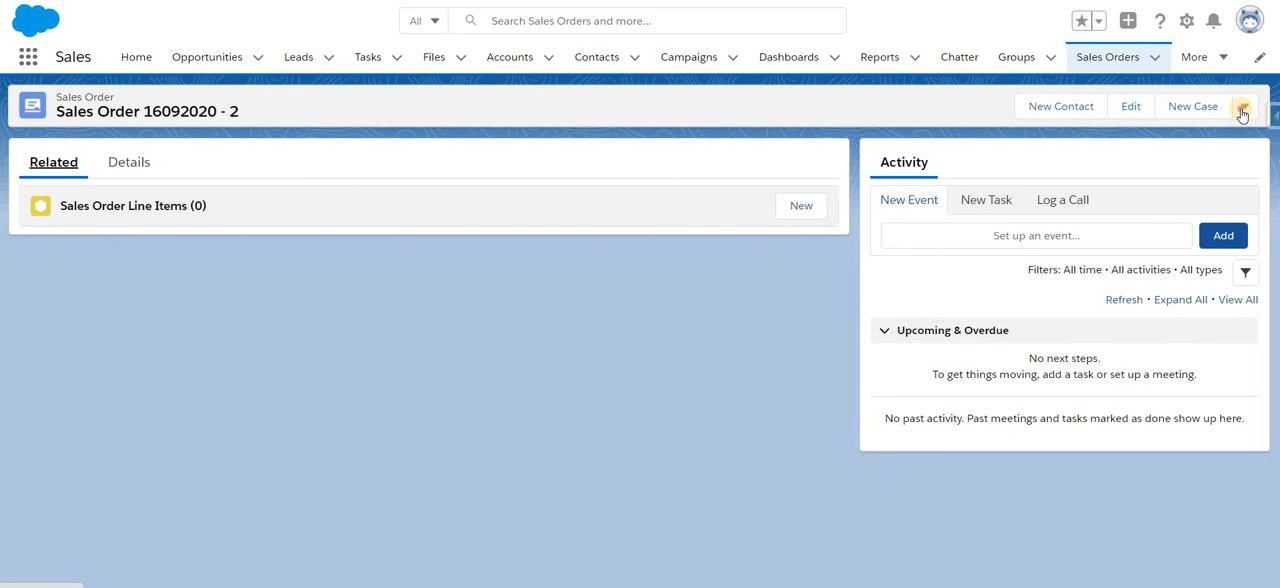 All
Search Sales Orders and more...
Sales
Home
Opportunities
Leads
Tasks
Files
Accounts
Contacts
Campaigns
Dashboards
Reports
Chatter
Groups
Sales Orders
More
Sales Order
Sales Order 16092020 - 2
New Contact
Edit
New Case
Related
Details
Sales Order Line Items (0)
New
Activity
New Event
New Task
Log a Call
Set up an event...
Add
Filters: All time • All activities • All types
Refresh • Expand All • View All
Upcoming & Overdue
No next steps.
To get things moving, add a task or set up a meeting.
No past activity. Past meetings and tasks marked as done show up here.